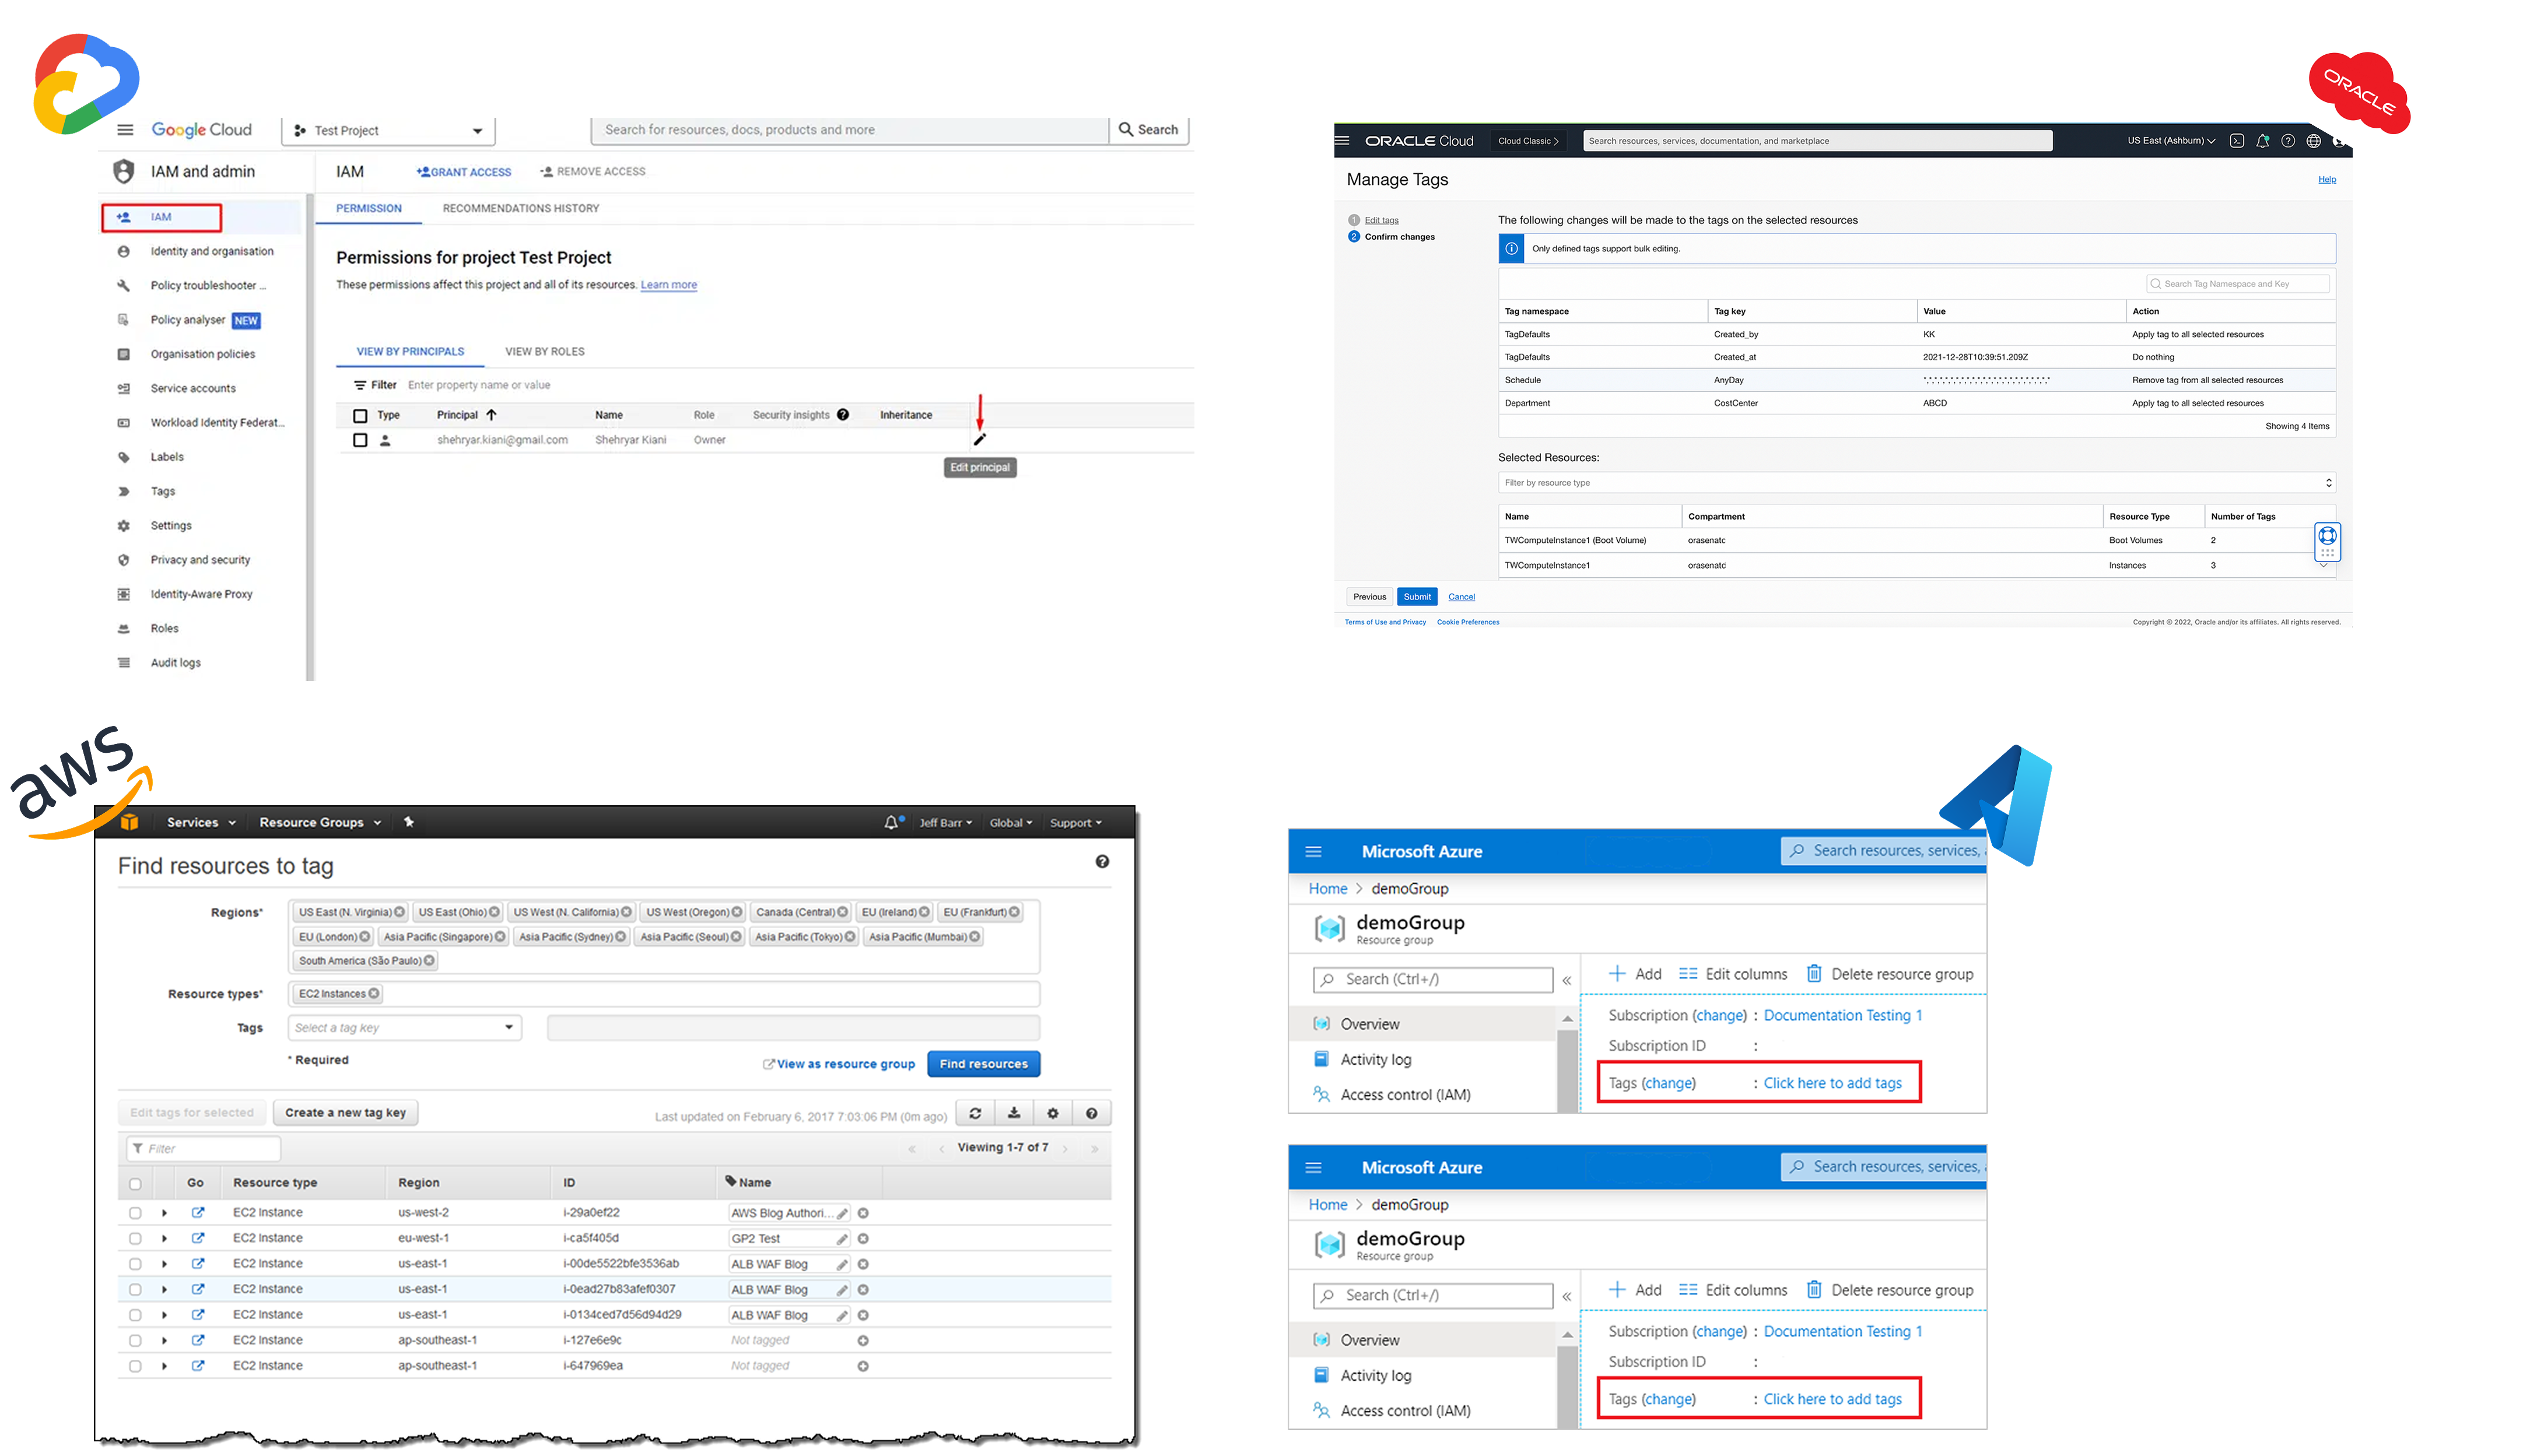 Google Cloud
Test Project
Search for resources, docs, products and more
Search
IAM and admin
IAM
GRANT ACCESS
REMOVE ACCESS
IAM
Identity and organisation
Policy troubleshooter ...
Policy analyser NEW
Organisation policies
Service accounts
Workload Identity Federat...
Labels
Tags
Settings
Privacy and security
Identity-Aware Proxy
Roles
Audit logs
PERMISSION
RECOMMENDATIONS HISTORY
Permissions for project Test Project
These permissions affect this project and all of its resources. Learn more
VIEW BY PRINCIPALS
VIEW BY ROLES
Filter Enter property name or value
Type Principal Name Role Security insights Inheritance
shehryar.kiani@gmail.com Shehryar Kiani Owner
Edit principal
ORACLE
ORACLE Cloud
Cloud Classic >
Search resources, services, documentation, and marketplace
US East (Ashburn)
Manage Tags
Help
1 Edit tags
2 Confirm changes
The following changes will be made to the tags on the selected resources
Only defined tags support bulk editing.
Search Tag Namespace and Key
Tag namespace Tag key Value Action
TagDefaults Created_by KK Apply tag to all selected resources
TagDefaults Created_at 2021-12-28T10:39:51.209Z Do nothing
Schedule AnyDay Remove tag from all selected resources
Department CostCenter ABCD Apply tag to all selected resources
Showing 4 Items
Selected Resources:
Filter by resource type
Name Compartment Resource Type Number of Tags
TWComputeInstance1 (Boot Volume) orasenatc Boot Volumes 2
TWComputeInstance1 orasenatc Instances 3
Previous Submit Cancel
Terms of Use and Privacy Cookie Preferences
Copyright © 2022, Oracle and/or its affiliates. All rights reserved.
aws
Services Resource Groups
Jeff Barr Global Support
Find resources to tag
Regions*
US East (N. Virginia) US East (Ohio) US West (N. California) US West (Oregon) Canada (Central) EU (Ireland) EU (Frankfurt)
EU (London) Asia Pacific (Singapore) Asia Pacific (Sydney) Asia Pacific (Seoul) Asia Pacific (Tokyo) Asia Pacific (Mumbai)
South America (São Paulo)
Resource types* EC2 Instances
Tags Select a tag key
* Required
View as resource group
Find resources
Edit tags for selected
Create a new tag key
Last updated on February 6, 2017 7:03:06 PM (0m ago)
Filter
Viewing 1-7 of 7
Go Resource type Region ID Name
EC2 Instance us-west-2 i-29a0ef22 AWS Blog Authori...
EC2 Instance eu-west-1 i-ca5f405d GP2 Test
EC2 Instance us-east-1 i-00de5522bfe3536ab ALB WAF Blog
EC2 Instance us-east-1 i-0ead27b83afef0307 ALB WAF Blog
EC2 Instance us-east-1 i-0134ced7d56d94d29 ALB WAF Blog
EC2 Instance ap-southeast-1 i-127e6e9c Not tagged
EC2 Instance ap-southeast-1 i-647969ea Not tagged
Microsoft Azure
Search resources, services,
Home > demoGroup
demoGroup
Resource group
Search (Ctrl+/)
Overview
Activity log
Access control (IAM)
Add Edit columns Delete resource group
Subscription (change) : Documentation Testing 1
Subscription ID :
Tags (change) : Click here to add tags
Microsoft Azure
Search resources, services,
Home > demoGroup
demoGroup
Resource group
Search (Ctrl+/)
Overview
Activity log
Access control (IAM)
Add Edit columns Delete resource group
Subscription (change) : Documentation Testing 1
Subscription ID :
Tags (change) : Click here to add tags